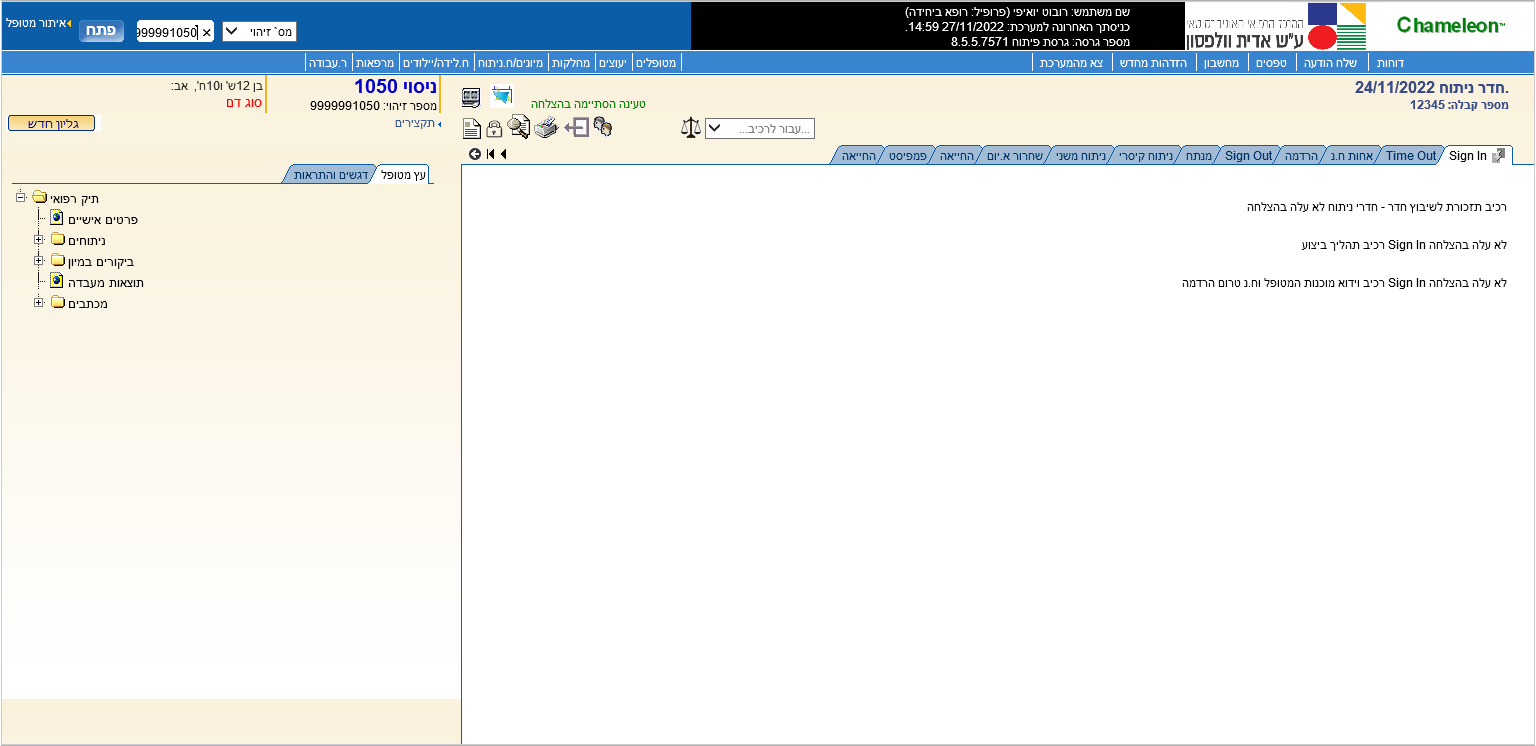 Chameleon™
ע"ש אדית וולפסון
שם משתמש: רובוט יואיפי (פרופיל: רופא ביחידה)
כניסתך האחרונה למערכת: 27/11/2022 14:59.
מספר גרסה: גרסת פיתוח 8.5.5.7571
מס` זיהוי
999991050
פתח
איתור מטופל
דוחות
שלח הודעה
טפסים
מחשבון
הזדהות מחדש
צא מהמערכת
מטופלים
יעוצים
מחלקות
מיונים/ח.ניתוח
ח.לידה/יילודים
מרפאות
ר.עבודה
חדר ניתוח 24/11/2022.
מספר קבלה: 12345
טעינה הסתיימה בהצלחה
עבור לרכיב...
Sign In
Time Out
אחות ח.נ
הרדמה
Sign Out
מנתח
ניתוח קיסרי
ניתוח משני
שחרור א.יום
החייאה
פמפיסט
החייאה
רכיב תזכורת לשיבוץ חדר - חדרי ניתוח לא עלה בהצלחה
לא עלה בהצלחה Sign In רכיב תהליך ביצוע
לא עלה בהצלחה Sign In רכיב וידוא מוכנות המטופל וח.נ טרום הרדמה
ניסוי 1050
מספר זיהוי: 9999991050
תקצירים
בן 12ש' ו10ח', אב:
סוג דם
גליון חדש
עץ מטופל
דגשים והתראות
תיק רפואי
פרטים אישיים
ניתוחים
ביקורים במיון
תוצאות מעבדה
מכתבים